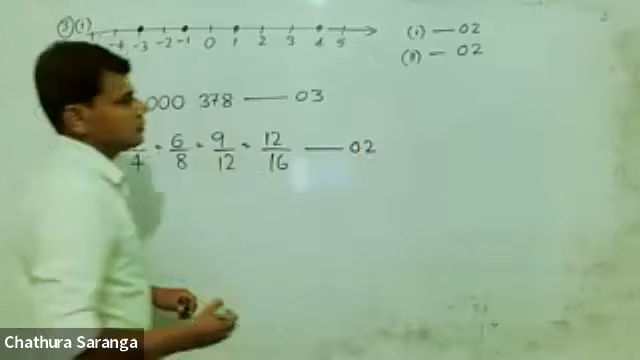 ③ (i) -4 -3 -2 -1 0 1 2 3 4 5 (i) — 02
(ii) — 02
000 378 — 03
4 = 6/8 = 9/12 = 12/16 — 02
Chathura Saranga